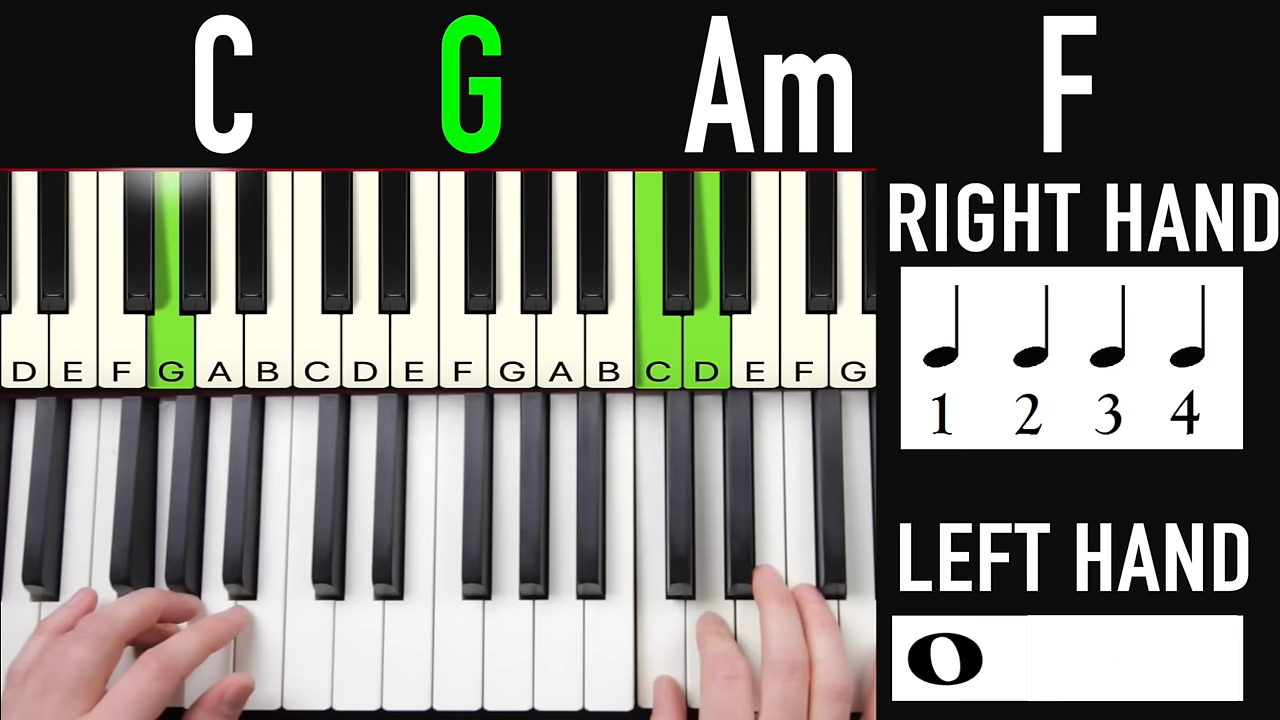 C G Am F
RIGHT HAND
1 2 3 4
D E F G A B C D E F G A B C D E F G
LEFT HAND